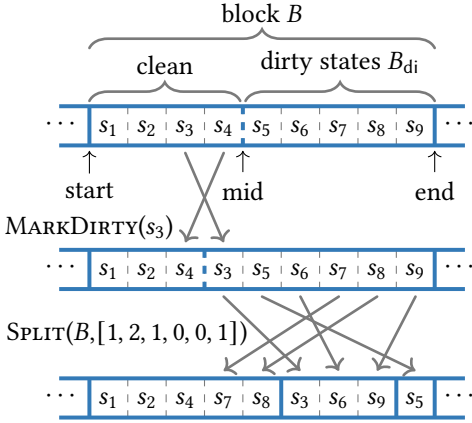 block B
clean dirty states B_di
··· s₁ s₂ s₃ s₄ s₅ s₆ s₇ s₈ s₉ ···
start mid end
MarkDirty(s₃)
··· s₁ s₂ s₄ s₃ s₅ s₆ s₇ s₈ s₉ ···
Split(B,[1, 2, 1, 0, 0, 1])
··· s₁ s₂ s₄ s₇ s₈ s₃ s₆ s₉ s₅ ···